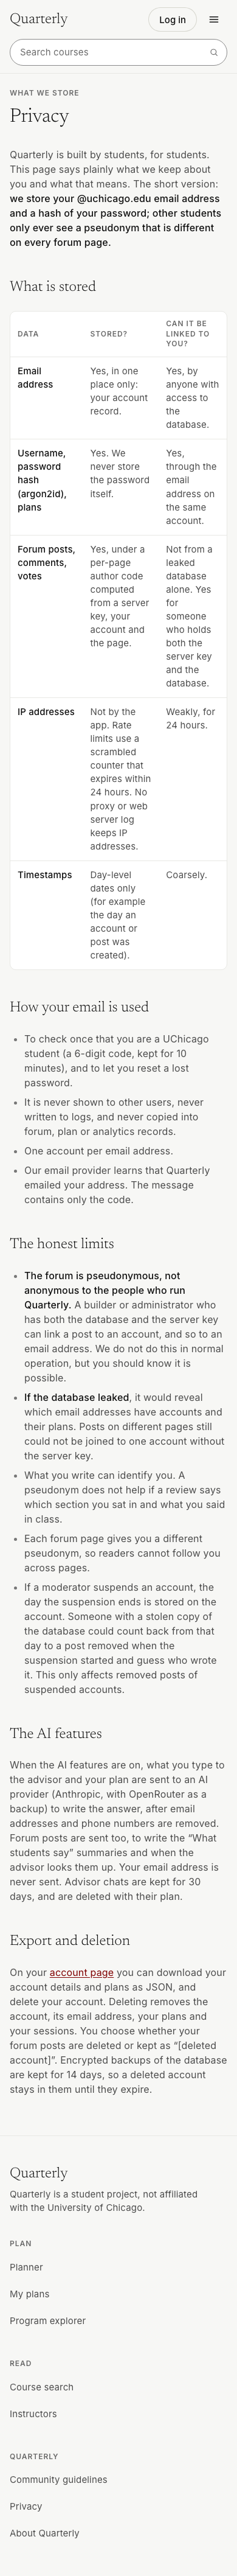 Quarterly
Log in
Search courses
WHAT WE STORE
Privacy
Quarterly is built by students, for students.
This page says plainly what we keep about
you and what that means. The short version:
we store your @uchicago.edu email address
and a hash of your password; other students
only ever see a pseudonym that is different
on every forum page.
What is stored
DATA
STORED?
CAN IT BE
LINKED TO
YOU?
Email
address
Yes, in one
place only:
your account
record.
Yes, by
anyone with
access to
the
database.
Username,
password
hash
(argon2id),
plans
Yes. We
never store
the password
itself.
Yes,
through the
email
address on
the same
account.
Forum posts,
comments,
votes
Yes, under a
per-page
author code
computed
from a server
key, your
account and
the page.
Not from a
leaked
database
alone. Yes
for
someone
who holds
both the
server key
and the
database.
IP addresses
Not by the
app. Rate
limits use a
scrambled
counter that
expires within
24 hours. No
proxy or web
server log
keeps IP
addresses.
Weakly, for
24 hours.
Timestamps
Day-level
dates only
(for example
the day an
account or
post was
created).
Coarsely.
How your email is used
• To check once that you are a UChicago
student (a 6-digit code, kept for 10
minutes), and to let you reset a lost
password.
• It is never shown to other users, never
written to logs, and never copied into
forum, plan or analytics records.
• One account per email address.
• Our email provider learns that Quarterly
emailed your address. The message
contains only the code.
The honest limits
• The forum is pseudonymous, not
anonymous to the people who run
Quarterly. A builder or administrator who
has both the database and the server key
can link a post to an account, and so to an
email address. We do not do this in normal
operation, but you should know it is
possible.
• If the database leaked, it would reveal
which email addresses have accounts and
their plans. Posts on different pages still
could not be joined to one account without
the server key.
• What you write can identify you. A
pseudonym does not help if a review says
which section you sat in and what you said
in class.
• Each forum page gives you a different
pseudonym, so readers cannot follow you
across pages.
• If a moderator suspends an account, the
day the suspension ends is stored on the
account. Someone with a stolen copy of
the database could count back from that
day to a post removed when the
suspension started and guess who wrote
it. This only affects removed posts of
suspended accounts.
The AI features
When the AI features are on, what you type to
the advisor and your plan are sent to an AI
provider (Anthropic, with OpenRouter as a
backup) to write the answer, after email
addresses and phone numbers are removed.
Forum posts are sent too, to write the “What
students say” summaries and when the
advisor looks them up. Your email address is
never sent. Advisor chats are kept for 30
days, and are deleted with their plan.
Export and deletion
On your account page you can download your
account details and plans as JSON, and
delete your account. Deleting removes the
account, its email address, your plans and
your sessions. You choose whether your
forum posts are deleted or kept as “[deleted
account]”. Encrypted backups of the database
are kept for 14 days, so a deleted account
stays in them until they expire.
Quarterly
Quarterly is a student project, not affiliated
with the University of Chicago.
PLAN
Planner
My plans
Program explorer
READ
Course search
Instructors
QUARTERLY
Community guidelines
Privacy
About Quarterly